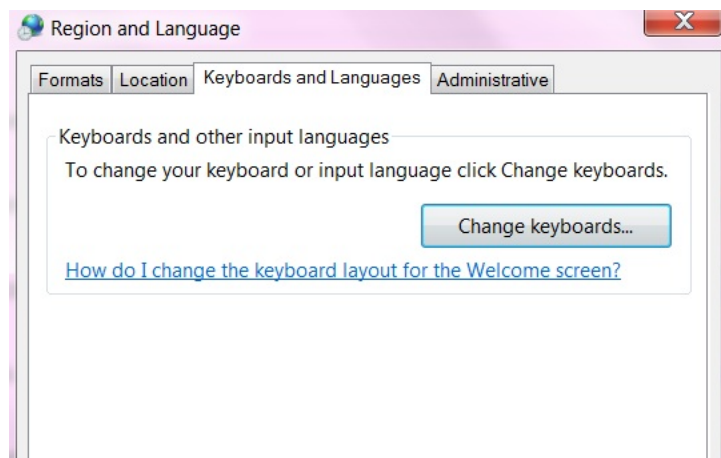 Region and Language
Formats Location Keyboards and Languages Administrative
Keyboards and other input languages
To change your keyboard or input language click Change keyboards.
Change keyboards...
How do I change the keyboard layout for the Welcome screen?